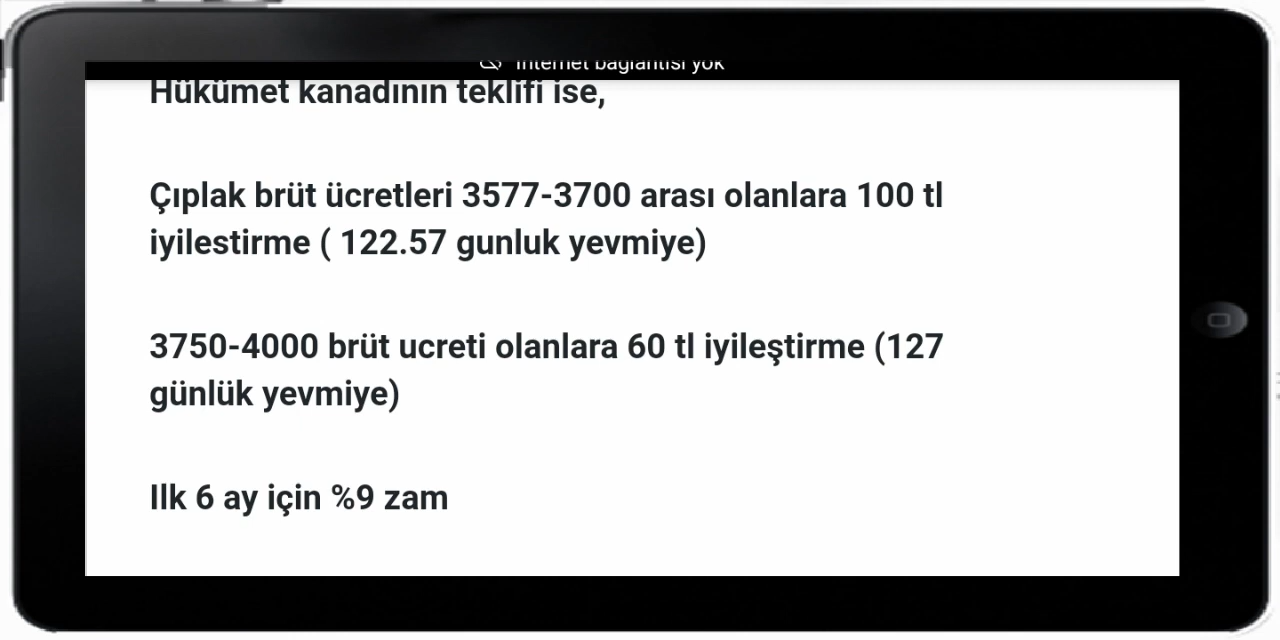 İnternet bağlantısı yok
Hükümet kanadının teklifi ise,
Çıplak brüt ücretleri 3577-3700 arası olanlara 100 tl
iyilestirme ( 122.57 gunluk yevmiye)
3750-4000 brüt ucreti olanlara 60 tl iyileştirme (127
günlük yevmiye)
Ilk 6 ay için %9 zam